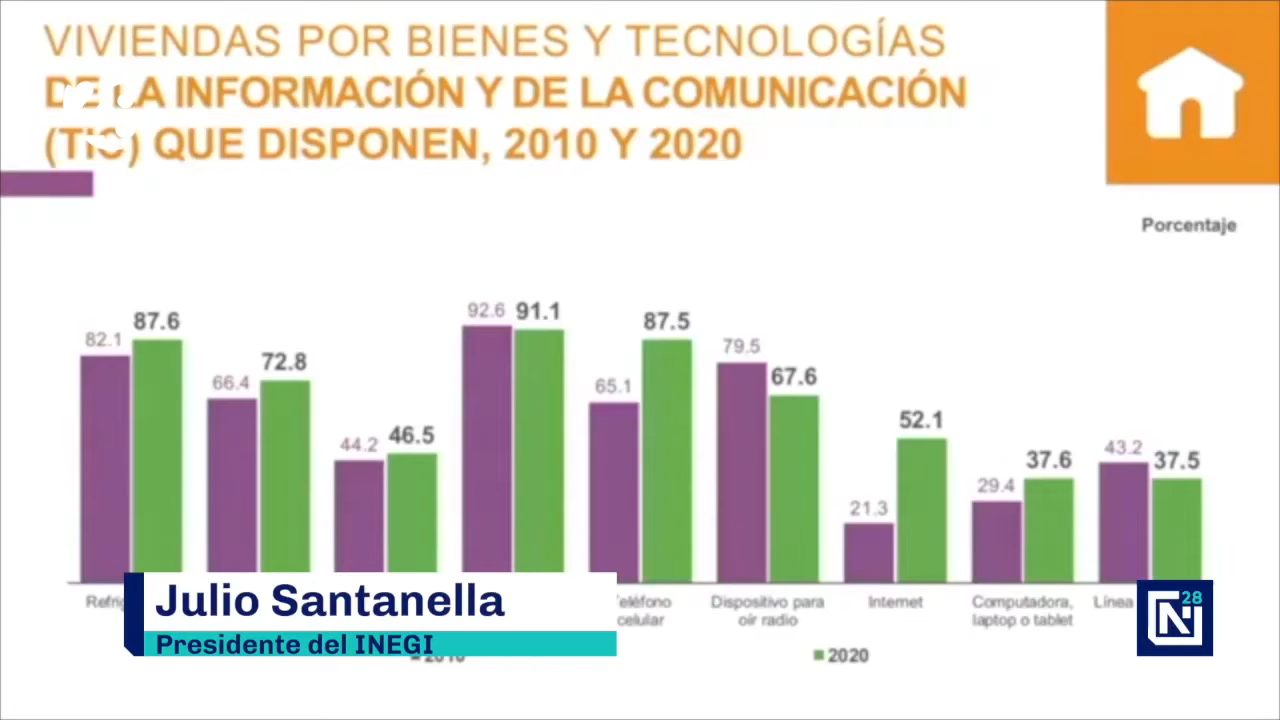 VIVIENDAS POR BIENES Y TECNOLOGÍAS
DE LA INFORMACIÓN Y DE LA COMUNICACIÓN
(TIC) QUE DISPONEN, 2010 Y 2020
Porcentaje
82.1 87.6 66.4 72.8 44.2 46.5 92.6 91.1 65.1 87.5 79.5 67.6 21.3 52.1 29.4 37.6 43.2 37.5
Teléfono celular
Dispositivo para oír radio
Internet
Computadora, laptop o tablet
Línea
Julio Santanella
Presidente del INEGI
2010
2020
N 28